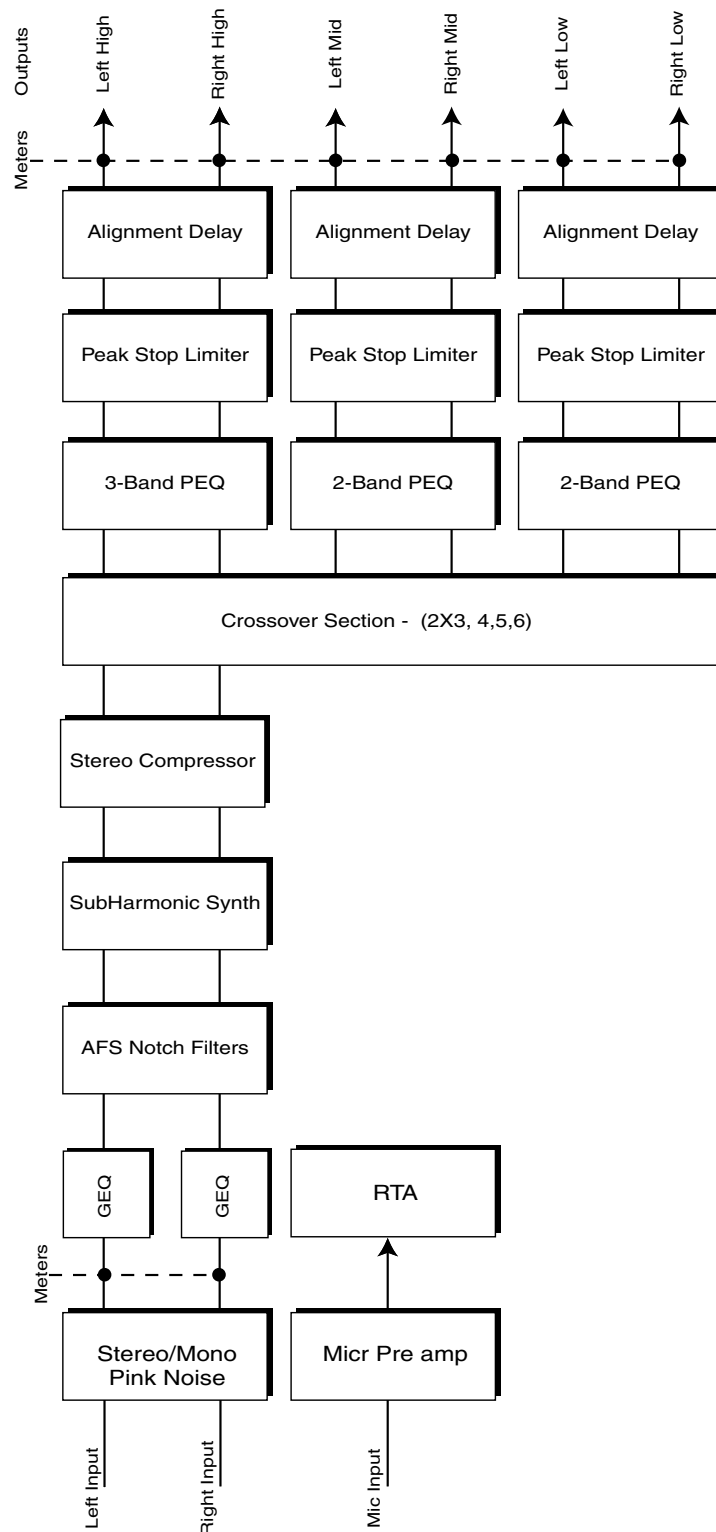 Outputs
Left High
Right High
Left Mid
Right Mid
Left Low
Right Low
Meters
Alignment Delay
Alignment Delay
Alignment Delay
Peak Stop Limiter
Peak Stop Limiter
Peak Stop Limiter
3-Band PEQ
2-Band PEQ
2-Band PEQ
Crossover Section - (2X3, 4,5,6)
Stereo Compressor
SubHarmonic Synth
AFS Notch Filters
GEQ
GEQ
RTA
Meters
Stereo/Mono
Pink Noise
Micr Pre amp
Left Input
Right Input
Mic Input